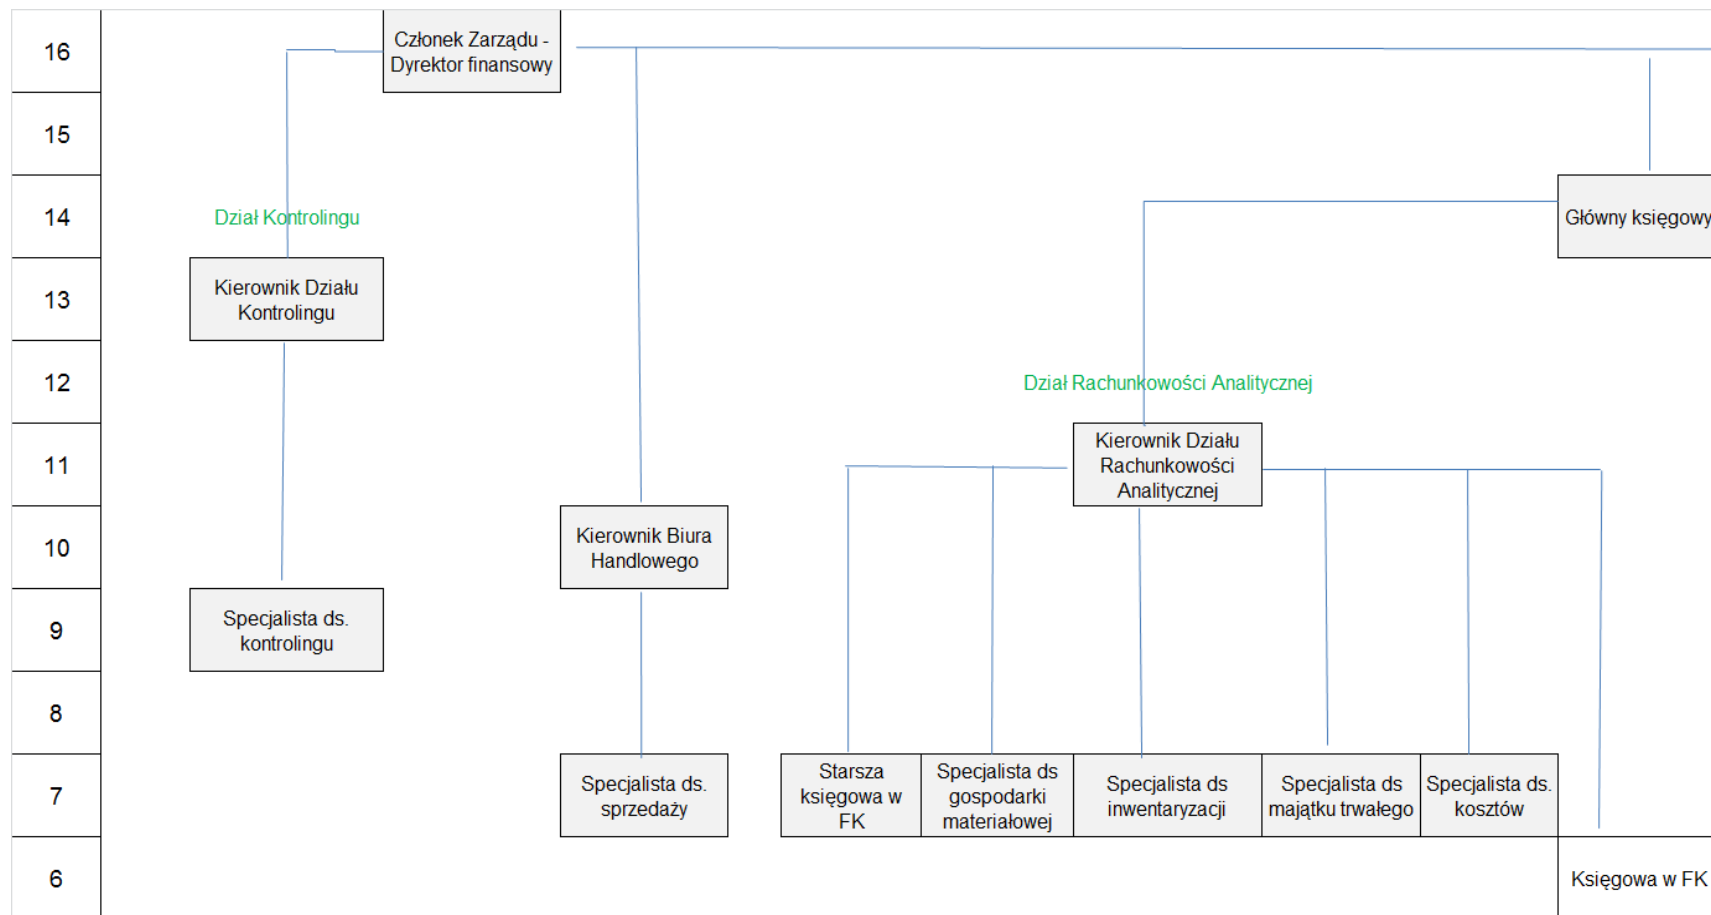 16
Członek Zarządu -
Dyrektor finansowy
15
14
Dział Kontrolingu
Główny księgowy
13
Kierownik Działu
Kontrolingu
12
Dział Rachunkowości Analitycznej
11
Kierownik Działu
Rachunkowości
Analitycznej
10
Kierownik Biura
Handlowego
9
Specjalista ds.
kontrolingu
8
7
Specjalista ds.
sprzedaży
Starsza
księgowa w
FK
Specjalista ds
gospodarki
materiałowej
Specjalista ds
inwentaryzacji
Specjalista ds
majątku trwałego
Specjalista ds.
kosztów
6
Księgowa w FK